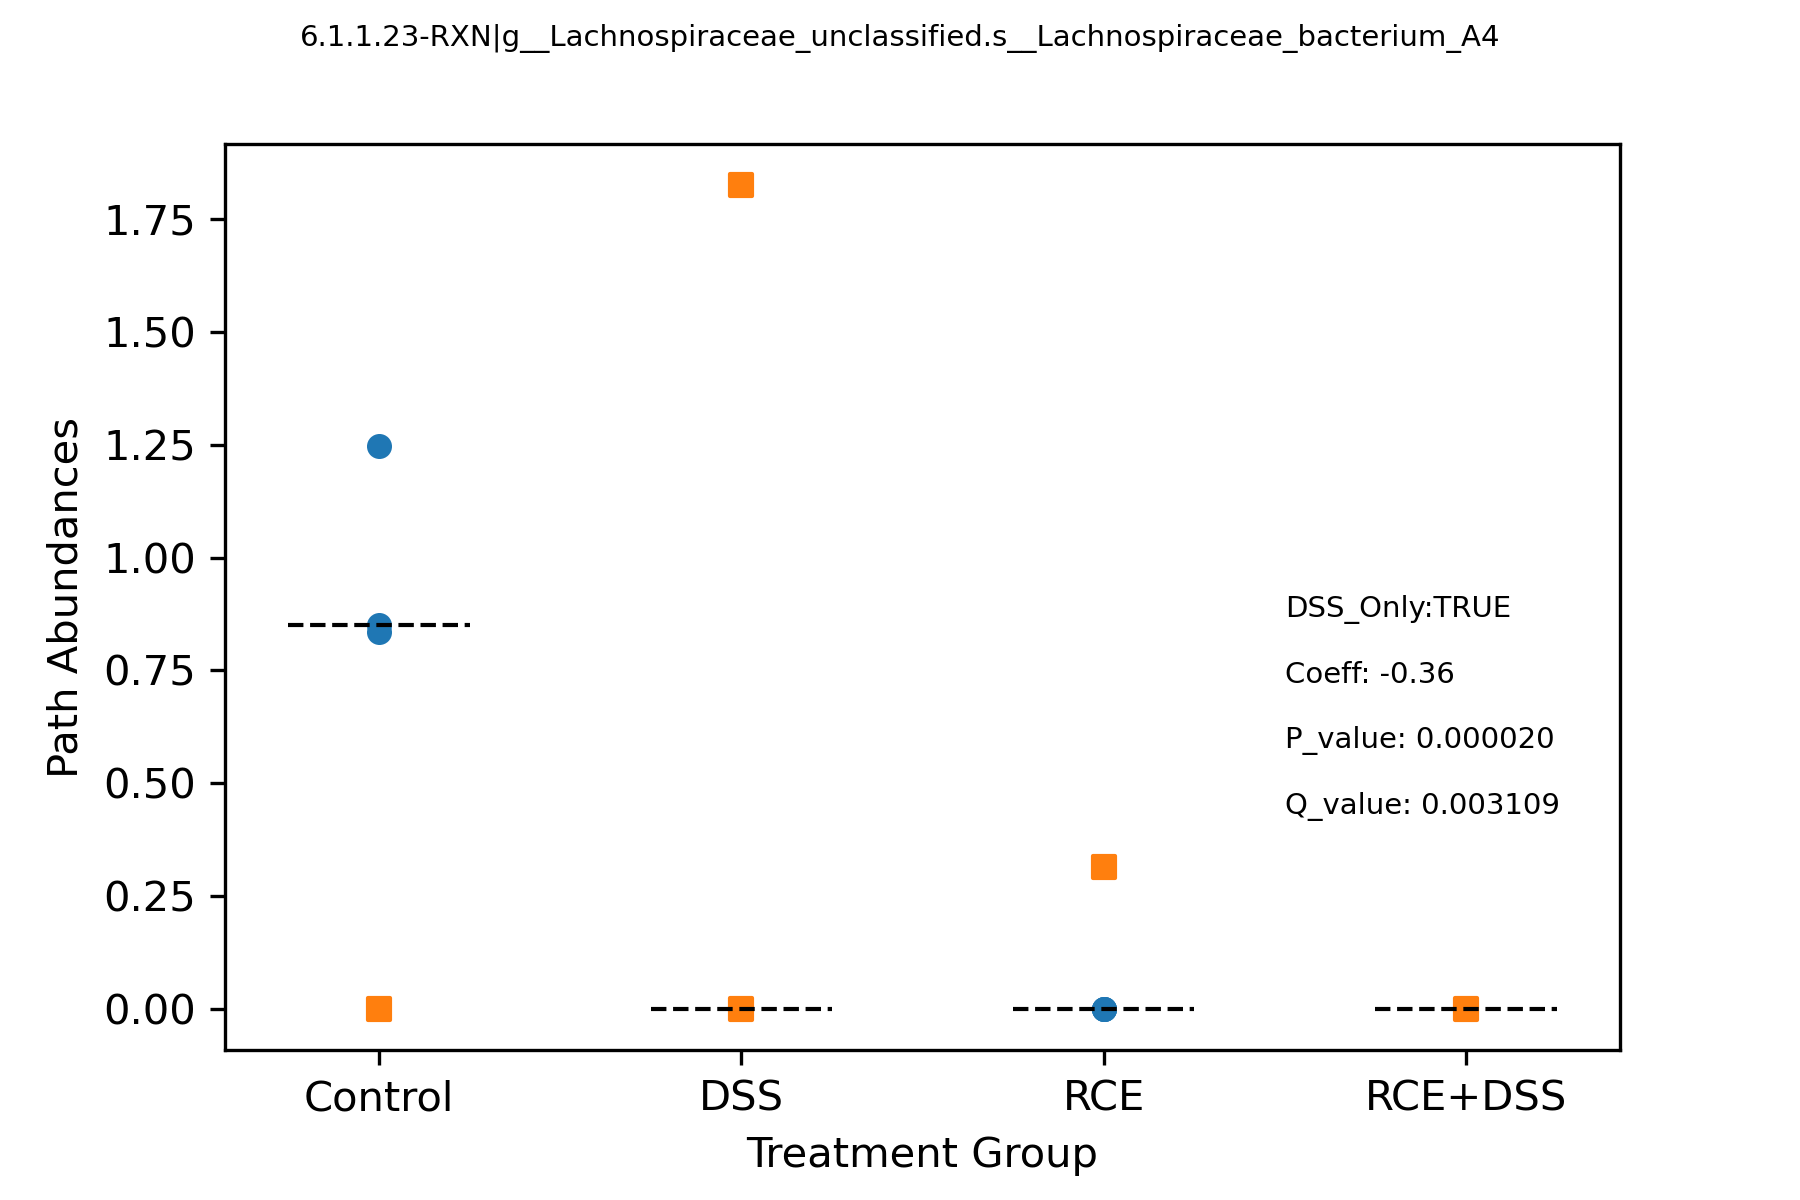 6.1.1.23-RXN|g__Lachnospiraceae_unclassified.s__Lachnospiraceae_bacterium_A4
1.75
1.50
1.25
1.00
0.75
0.50
0.25
0.00
Path Abundances
DSS_Only:TRUE
Coeff: -0.36
P_value: 0.000020
Q_value: 0.003109
Control DSS RCE RCE+DSS
Treatment Group